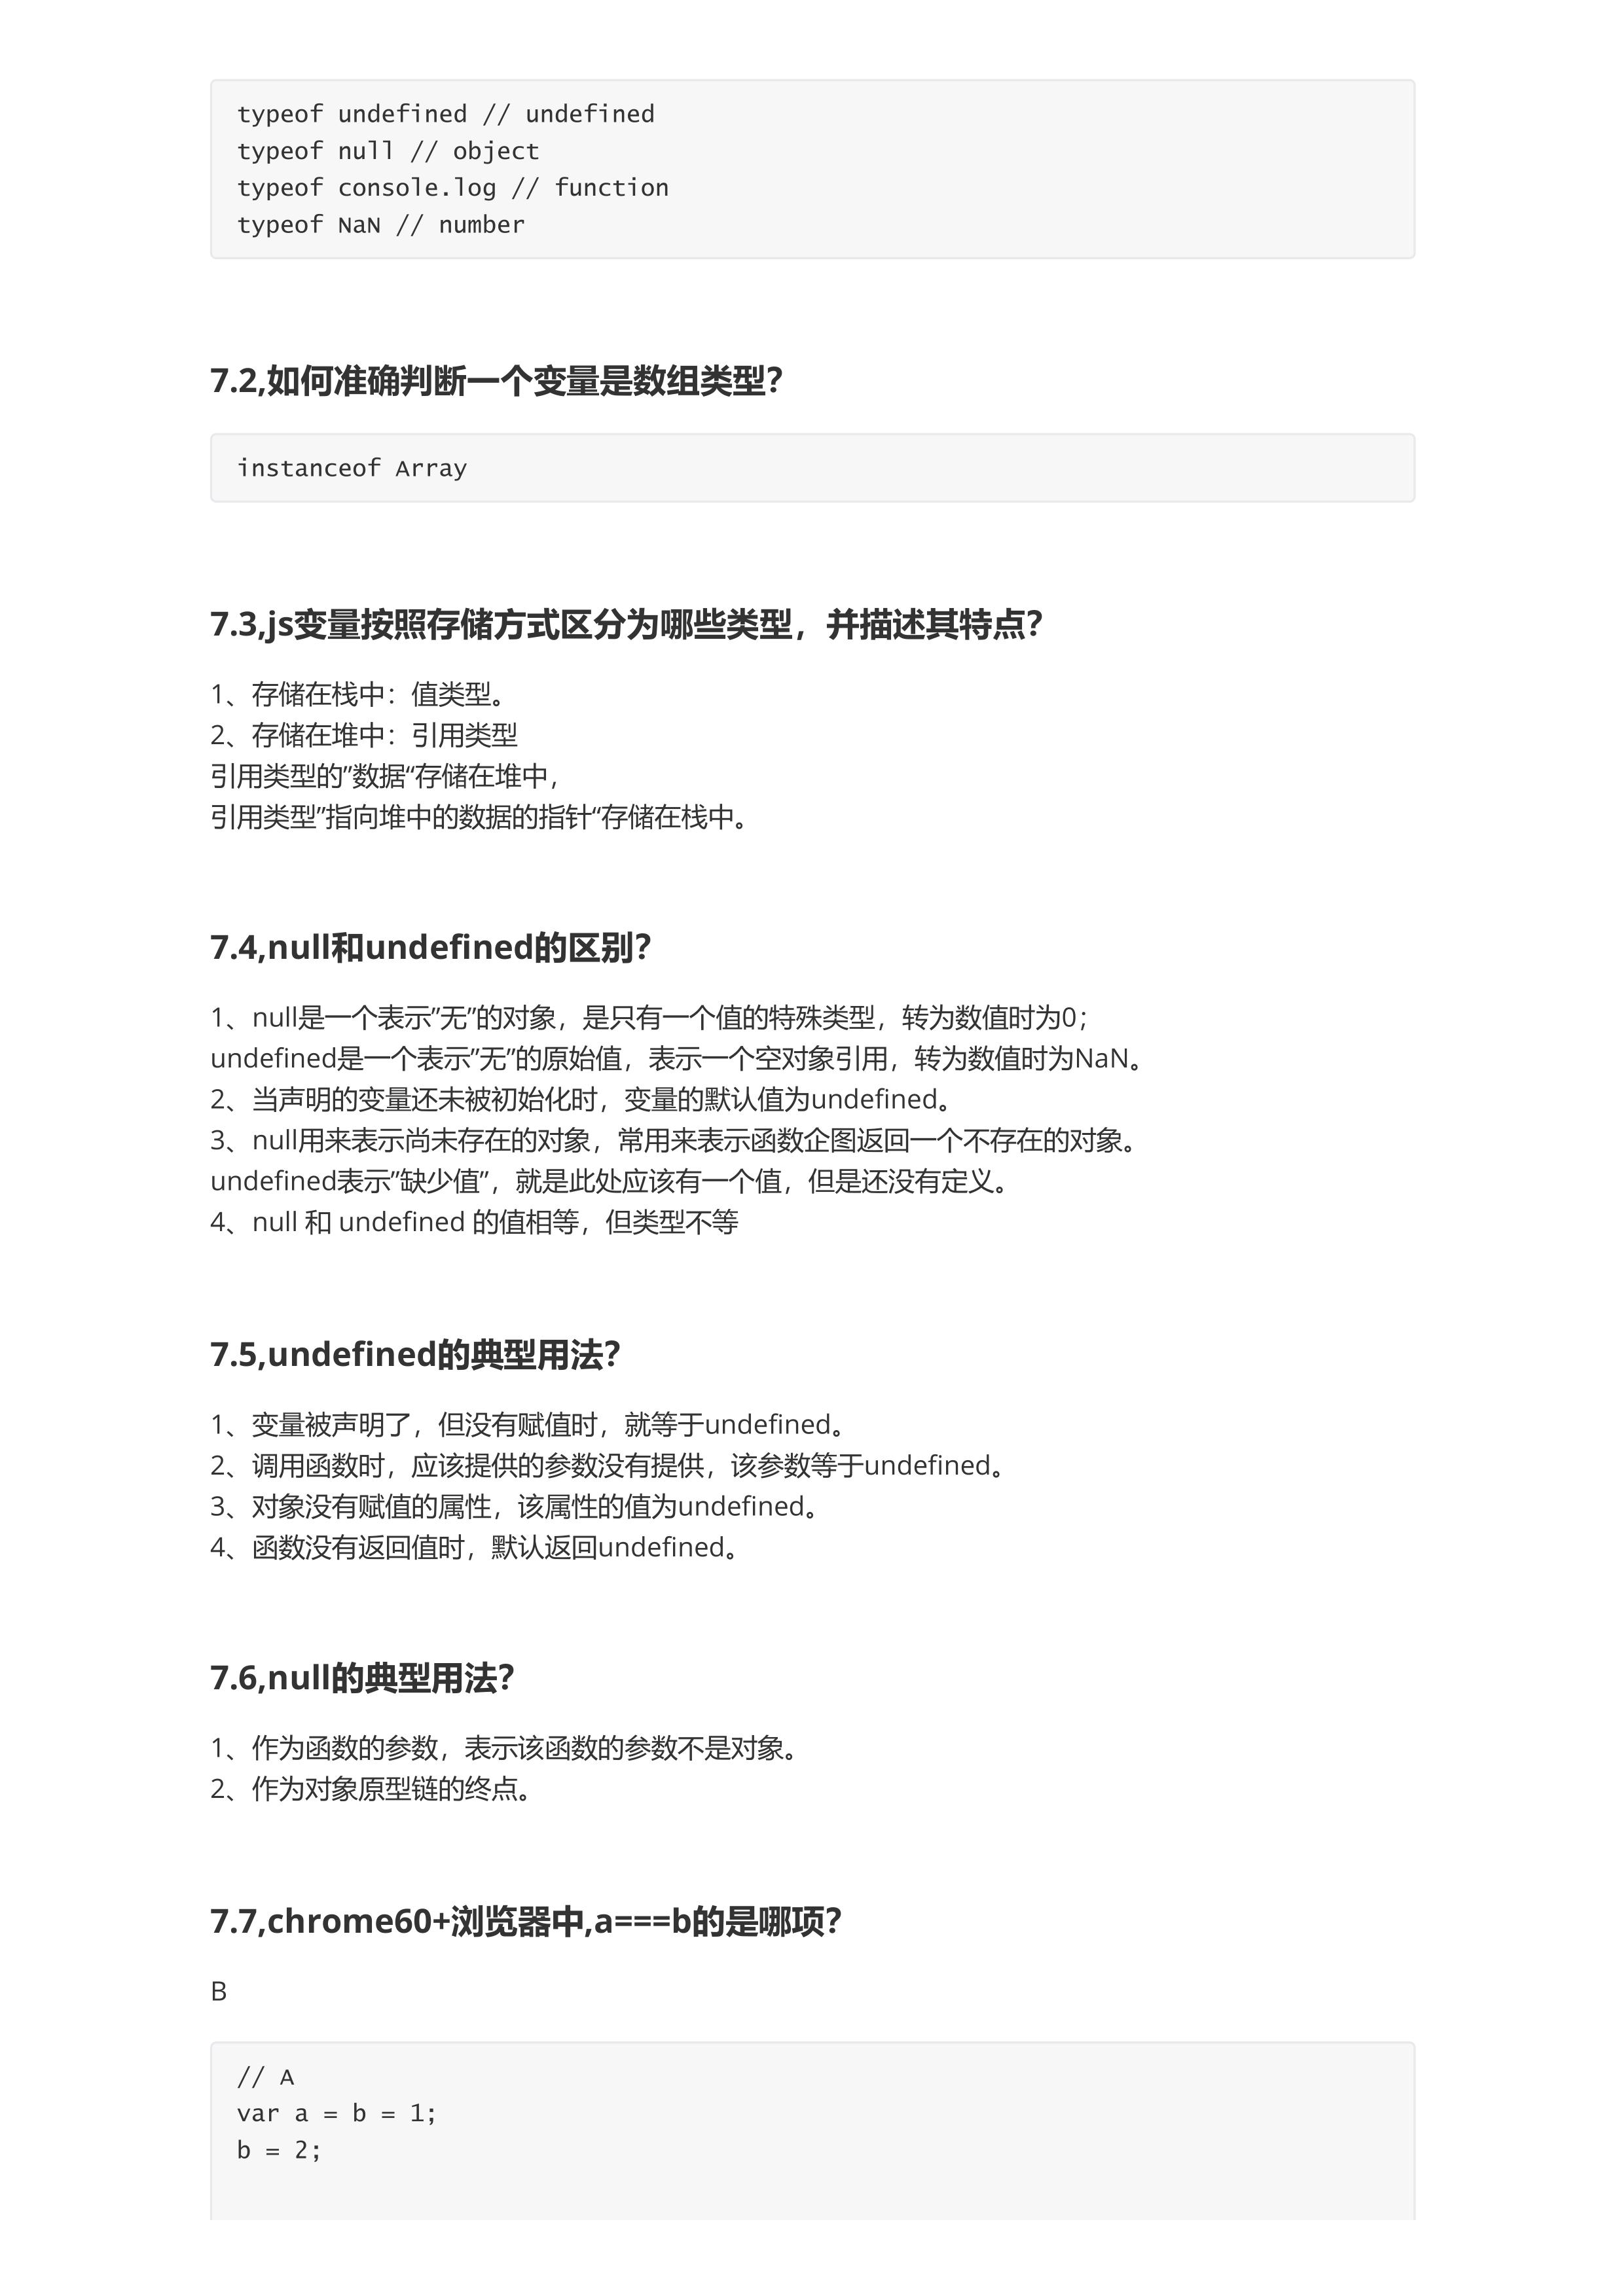 typeof undefined // undefined
typeof null // object
typeof console.log // function
typeof NaN // number
7.2,如何准确判断一个变量是数组类型？
instanceof Array
7.3,js变量按照存储方式区分为哪些类型，并描述其特点？
1、存储在栈中：值类型。
2、存储在堆中：引用类型
引用类型的”数据“存储在堆中，
引用类型”指向堆中的数据的指针“存储在栈中。
7.4,null和undefined的区别？
1、null是一个表示”无”的对象，是只有一个值的特殊类型，转为数值时为0；
undefined是一个表示”无”的原始值，表示一个空对象引用，转为数值时为NaN。
2、当声明的变量还未被初始化时，变量的默认值为undefined。
3、null用来表示尚未存在的对象，常用来表示函数企图返回一个不存在的对象。
undefined表示”缺少值”，就是此处应该有一个值，但是还没有定义。
4、null 和 undefined 的值相等，但类型不等
7.5,undefined的典型用法？
1、变量被声明了，但没有赋值时，就等于undefined。
2、调用函数时，应该提供的参数没有提供，该参数等于undefined。
3、对象没有赋值的属性，该属性的值为undefined。
4、函数没有返回值时，默认返回undefined。
7.6,null的典型用法？
1、作为函数的参数，表示该函数的参数不是对象。
2、作为对象原型链的终点。
7.7,chrome60+浏览器中,a===b的是哪项？
B
// A
var a = b = 1;
b = 2;